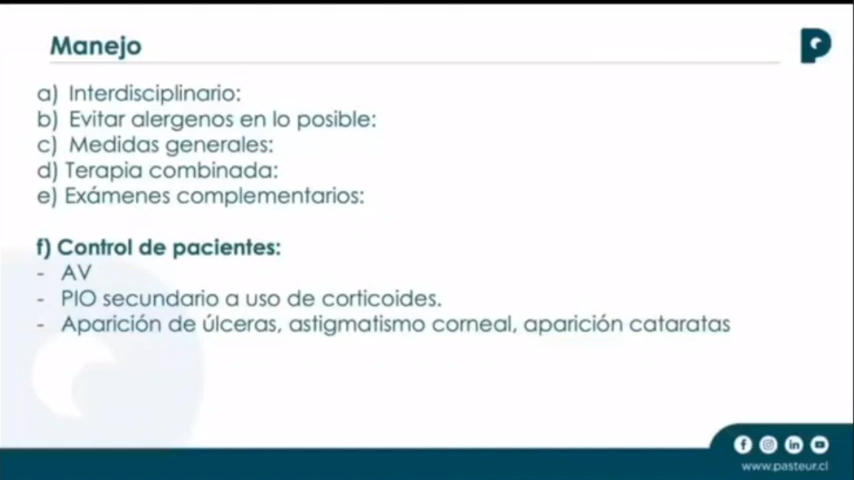 Manejo
a) Interdisciplinario:
b) Evitar alergenos en lo posible:
c) Medidas generales:
d) Terapia combinada:
e) Exámenes complementarios:
f) Control de pacientes:
- AV
- PIO secundario a uso de corticoides.
- Aparición de úlceras, astigmatismo corneal, aparición cataratas
www.pasteur.cl